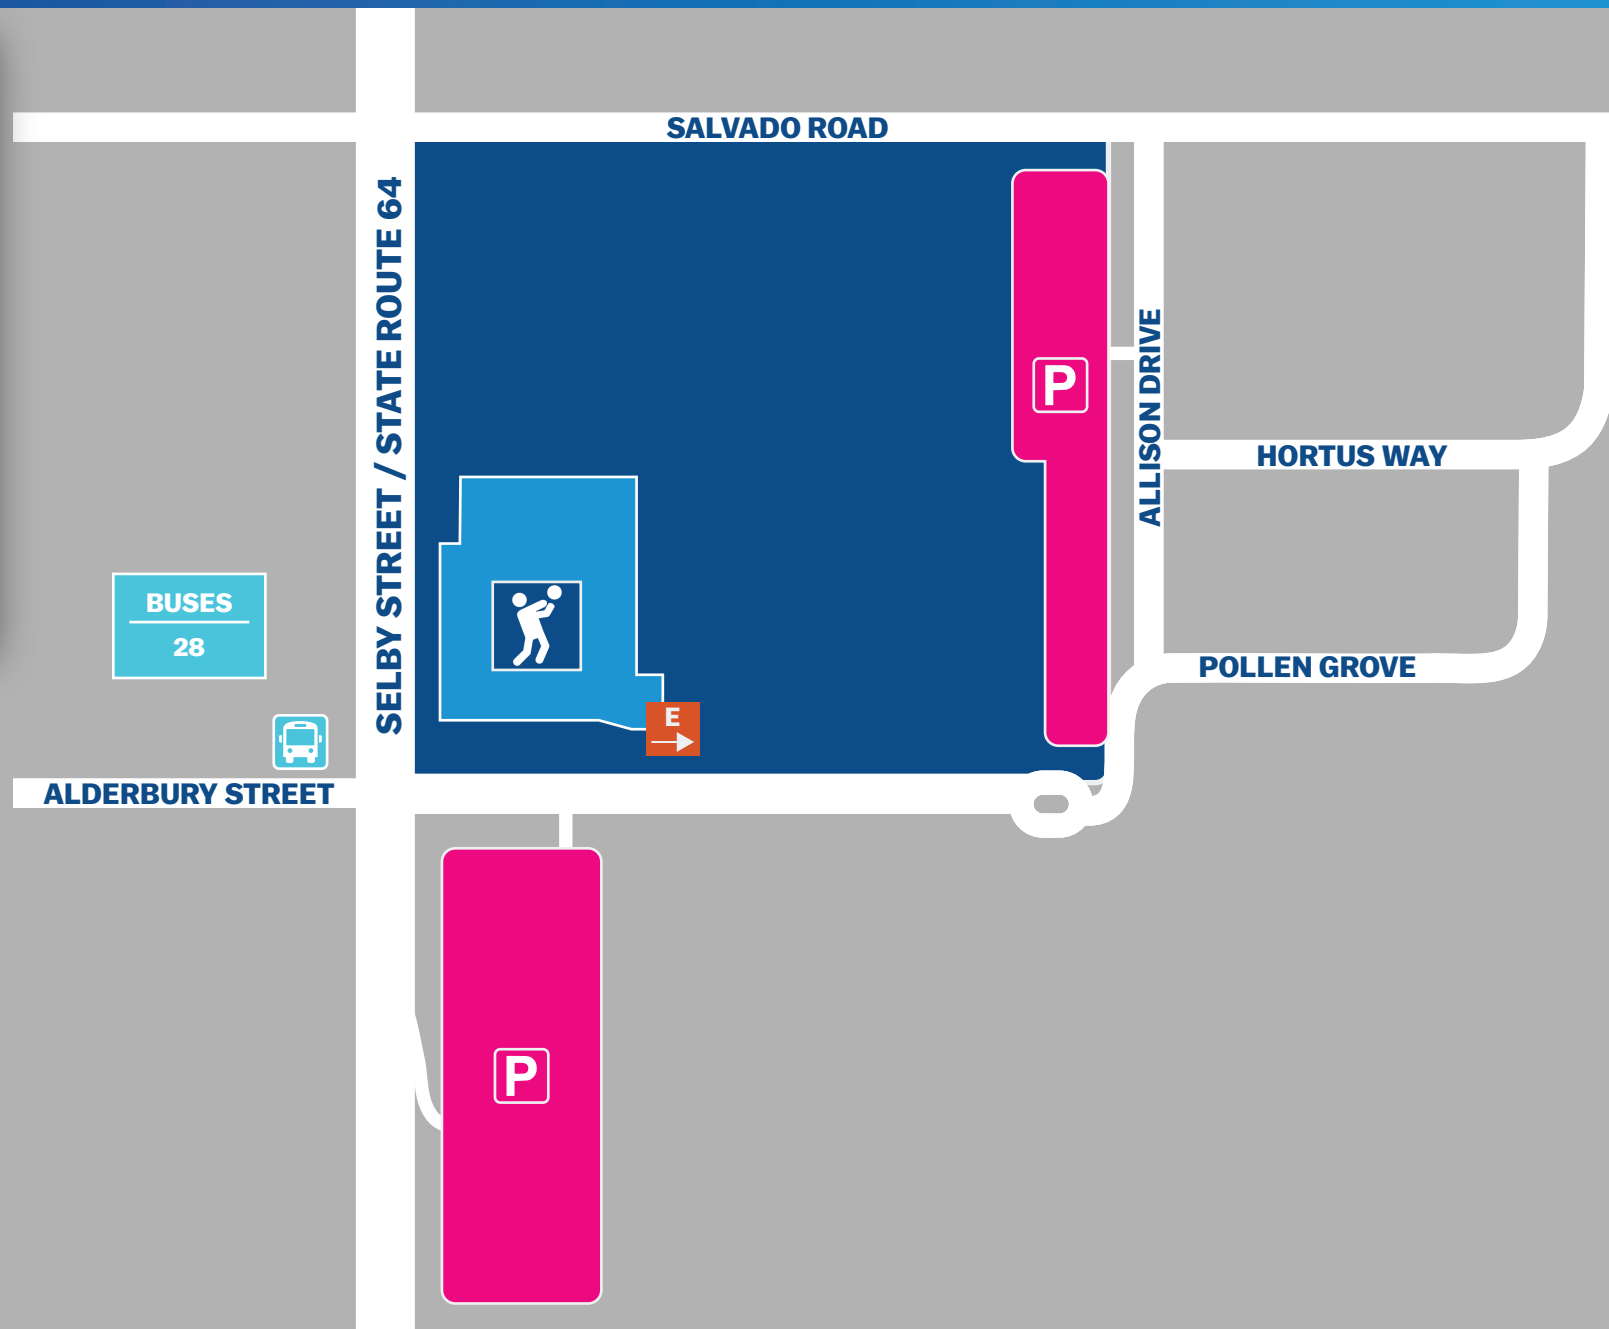 SALVADO ROAD
SELBY STREET / STATE ROUTE 64
P
ALLISON DRIVE
HORTUS WAY
BUSES
28
POLLEN GROVE
E
ALDERBURY STREET
P